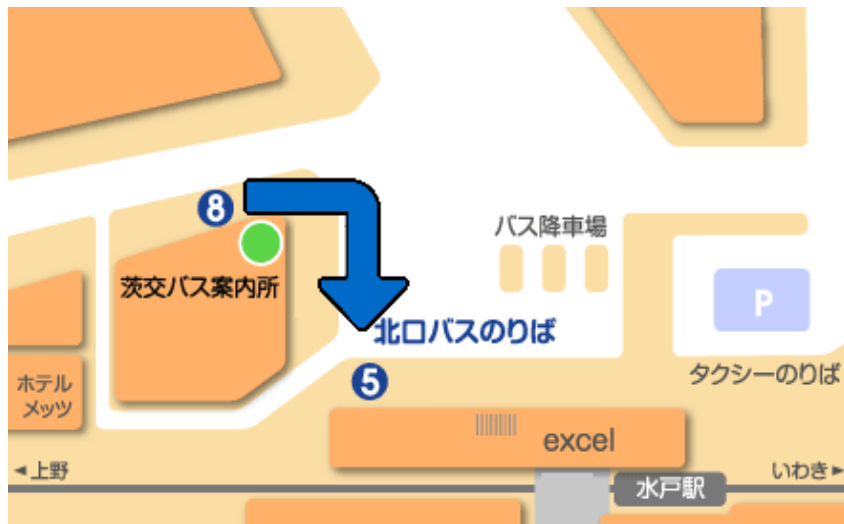 8
バス降車場
茨交バス案内所
P
北口バスのりば
5
タクシーのりば
ホテル
メッツ
excel
◂上野
いわき▸
水戸駅